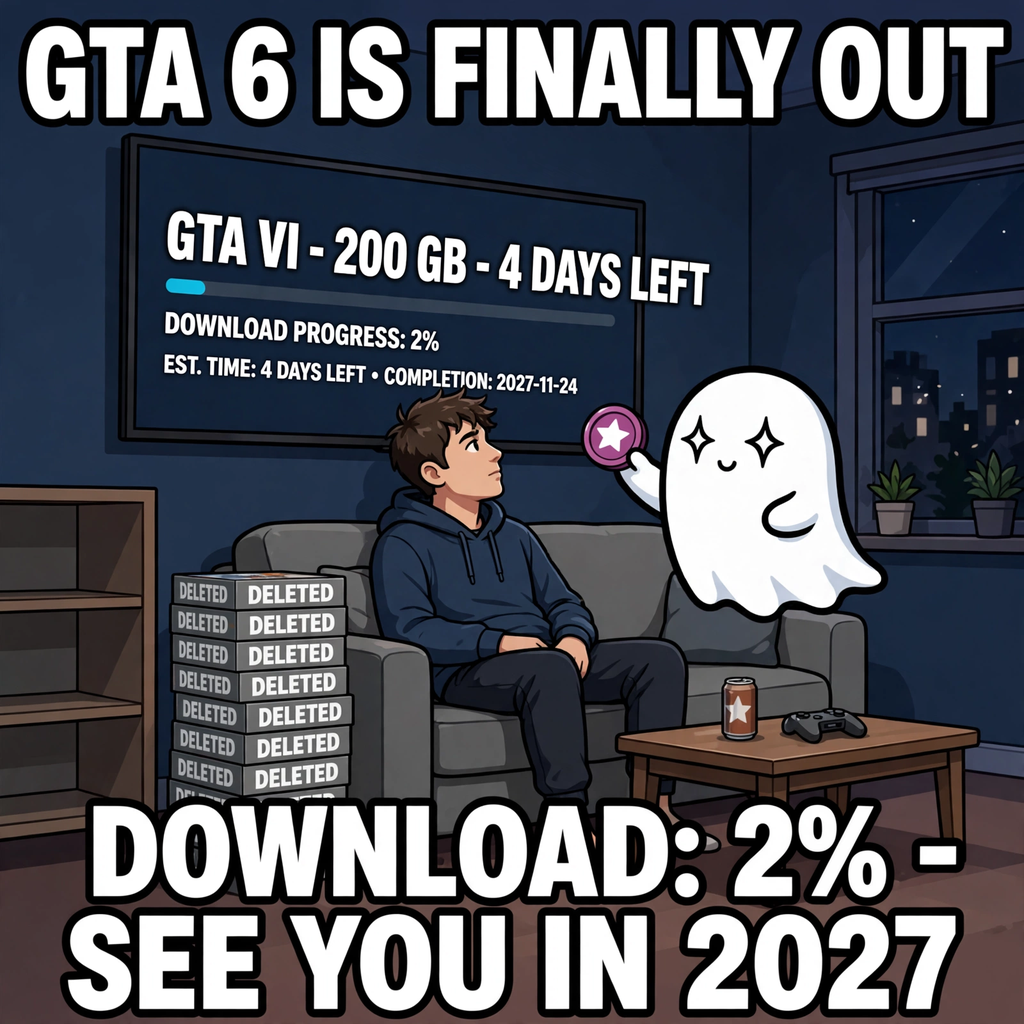 GTA 6 IS FINALLY OUT
GTA VI - 200 GB - 4 DAYS LEFT
DOWNLOAD PROGRESS: 2%
EST. TIME: 4 DAYS LEFT • COMPLETION: 2027-11-24
DELETED DELETED
DELETED DELETED
DELETED DELETED
DELETED DELETED
DELETED DELETED
DELETED DELETED
DELETED DELETED
DOWNLOAD: 2% -
SEE YOU IN 2027